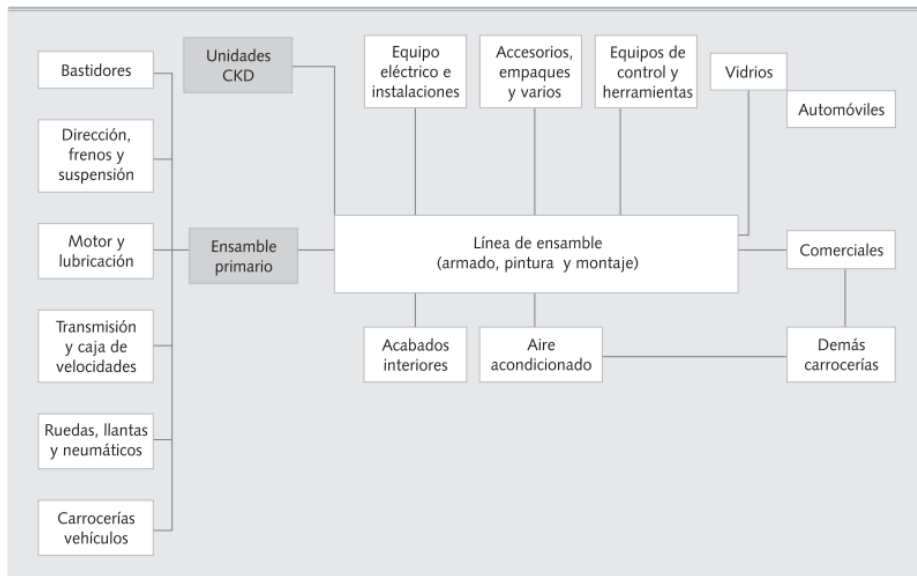 Unidades
CKD
Equipo
eléctrico e
instalaciones
Accesorios,
empaques
y varios
Equipos de
control y
herramientas
Vidrios
Automóviles
Bastidores
Dirección,
frenos y
suspensión
Motor y
lubricación
Ensamble
primario
Línea de ensamble
(armado, pintura y montaje)
Comerciales
Transmisión
y caja de
velocidades
Acabados
interiores
Aire
acondicionado
Demás
carrocerías
Ruedas, llantas
y neumáticos
Carrocerías
vehículos